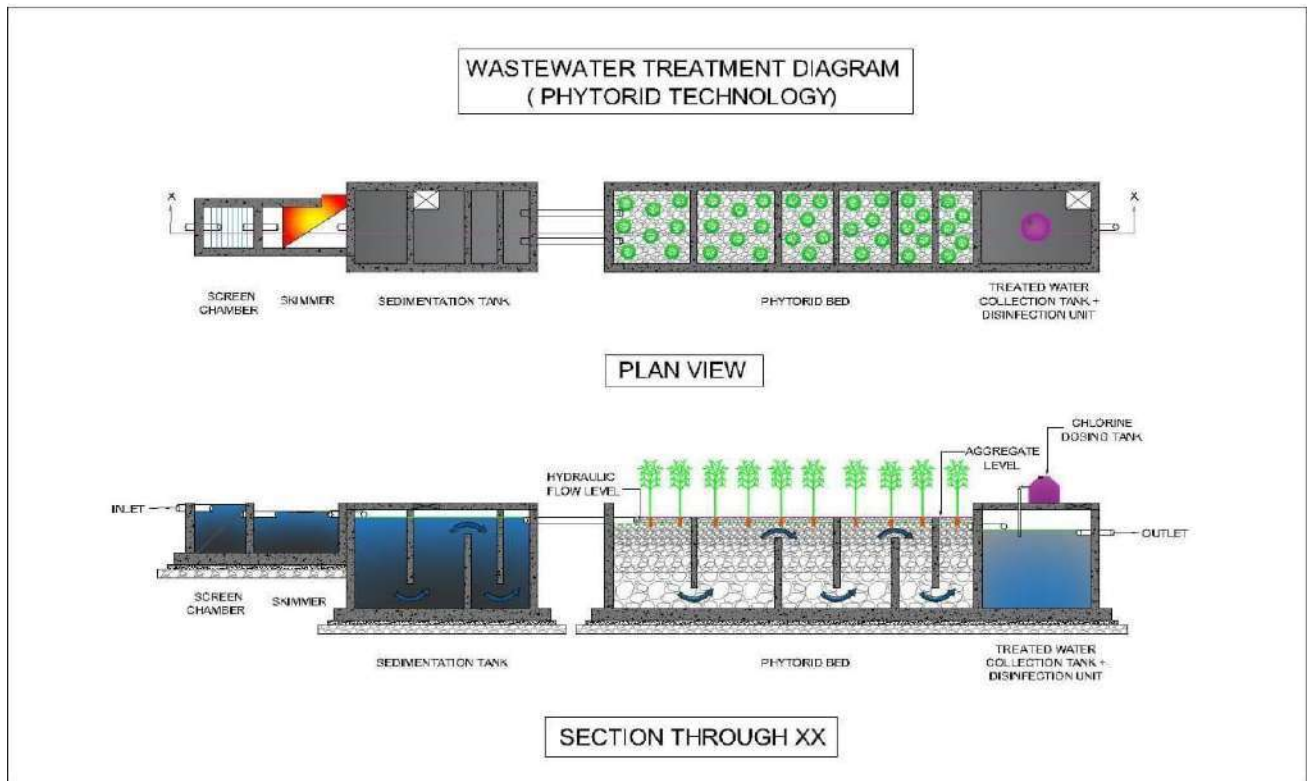 WASTEWATER TREATMENT DIAGRAM
( PHYTORID TECHNOLOGY)
X
X
SCREEN
CHAMBER
SKIMMER
SEDIMENTATION TANK
PHYTORID BED
TREATED WATER
COLLECTION TANK +
DISINFECTION UNIT
PLAN VIEW
CHLORINE
DOSING TANK
AGGREGATE
LEVEL
HYDRAULIC
FLOW LEVEL
INLET
OUTLET
SCREEN
CHAMBER
SKIMMER
SEDIMENTATION TANK
PHYTORID BED
TREATED WATER
COLLECTION TANK +
DISINFECTION UNIT
SECTION THROUGH XX